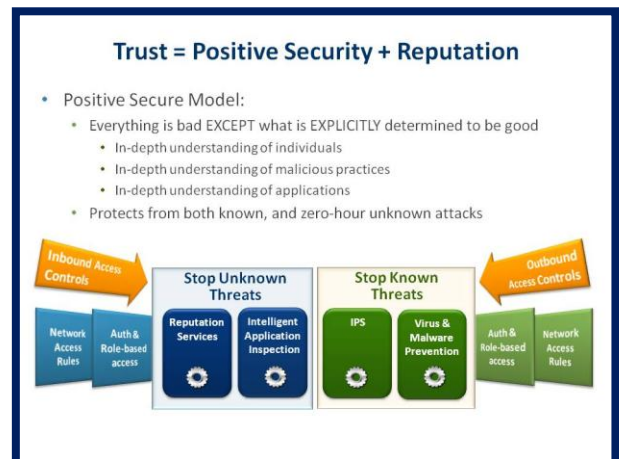 Trust = Positive Security + Reputation
• Positive Secure Model:
• Everything is bad EXCEPT what is EXPLICITLY determined to be good
• In-depth understanding of individuals
• In-depth understanding of malicious practices
• In-depth understanding of applications
• Protects from both known, and zero-hour unknown attacks
Inbound Access
Controls
Network
Access
Rules
Auth &
Role-based
access
Stop Unknown
Threats
Reputation
Services
Intelligent
Application
Inspection
Stop Known
Threats
IPS
Virus &
Malware
Prevention
Outbound
Access Controls
Auth &
Role-based
access
Network
Access
Rules